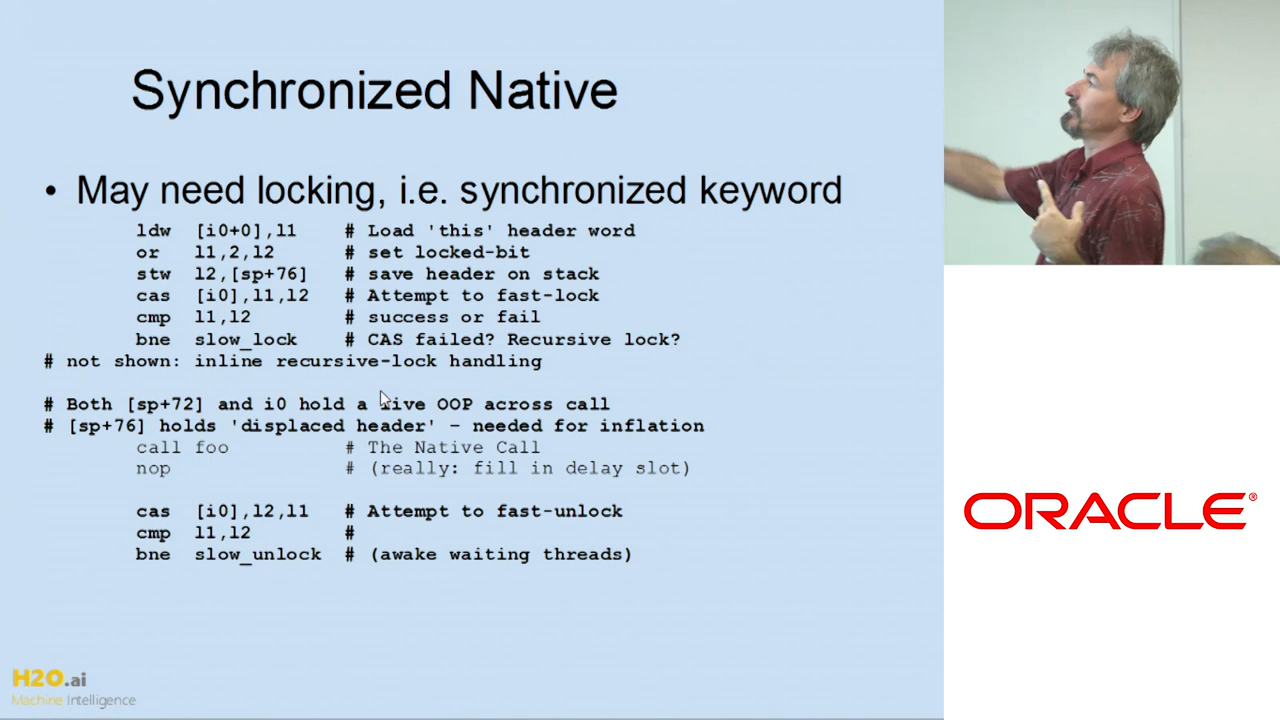 Synchronized Native
• May need locking, i.e. synchronized keyword
ldw [i0+0],l1 # Load 'this' header word
or l1,2,l2 # set locked-bit
stw l2,[sp+76] # save header on stack
cas [i0],l1,l2 # Attempt to fast-lock
cmp l1,l2 # success or fail
bne slow_lock # CAS failed? Recursive lock?
# not shown: inline recursive-lock handling
# Both [sp+72] and i0 hold a live OOP across call
# [sp+76] holds 'displaced header' - needed for inflation
call foo # The Native Call
nop # (really: fill in delay slot)
cas [i0],l2,l1 # Attempt to fast-unlock
cmp l1,l2 #
bne slow_unlock # (awake waiting threads)
H2O.ai
Machine Intelligence
ORACLE®